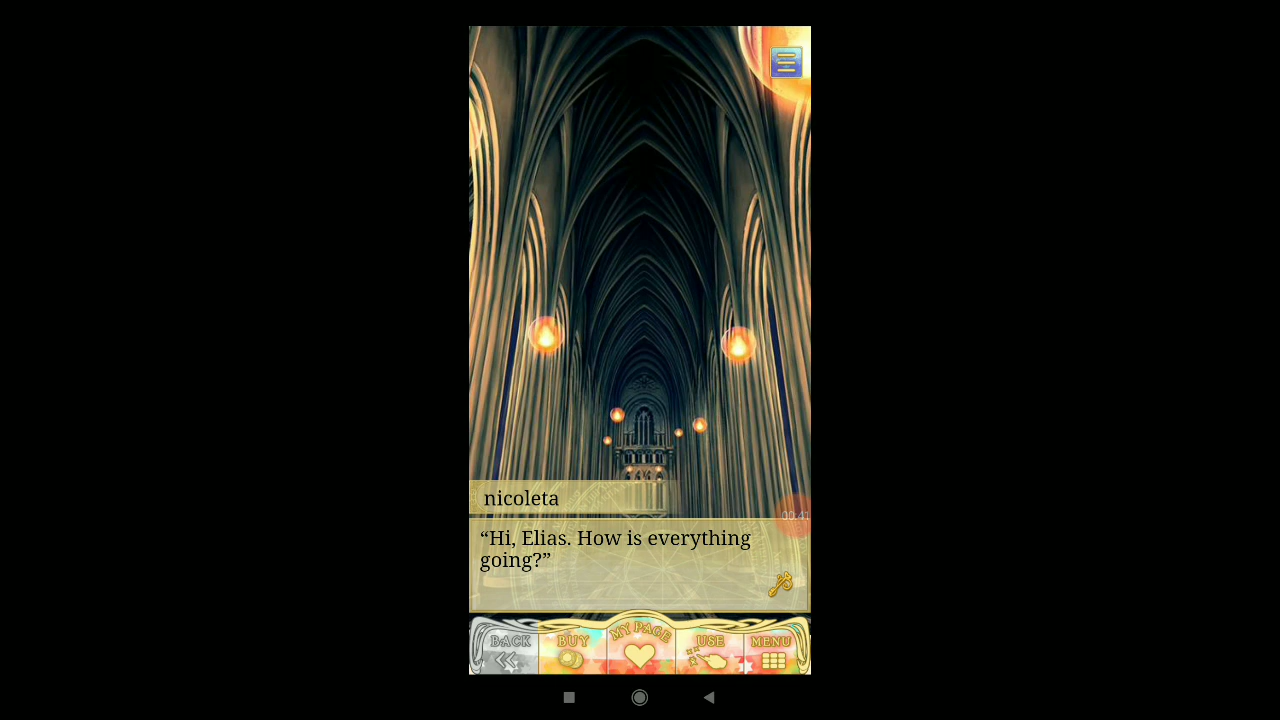 nicoleta
00:41
“Hi, Elias. How is everything
going?”
BACK
BUY
MY PAGE
USE
MENU